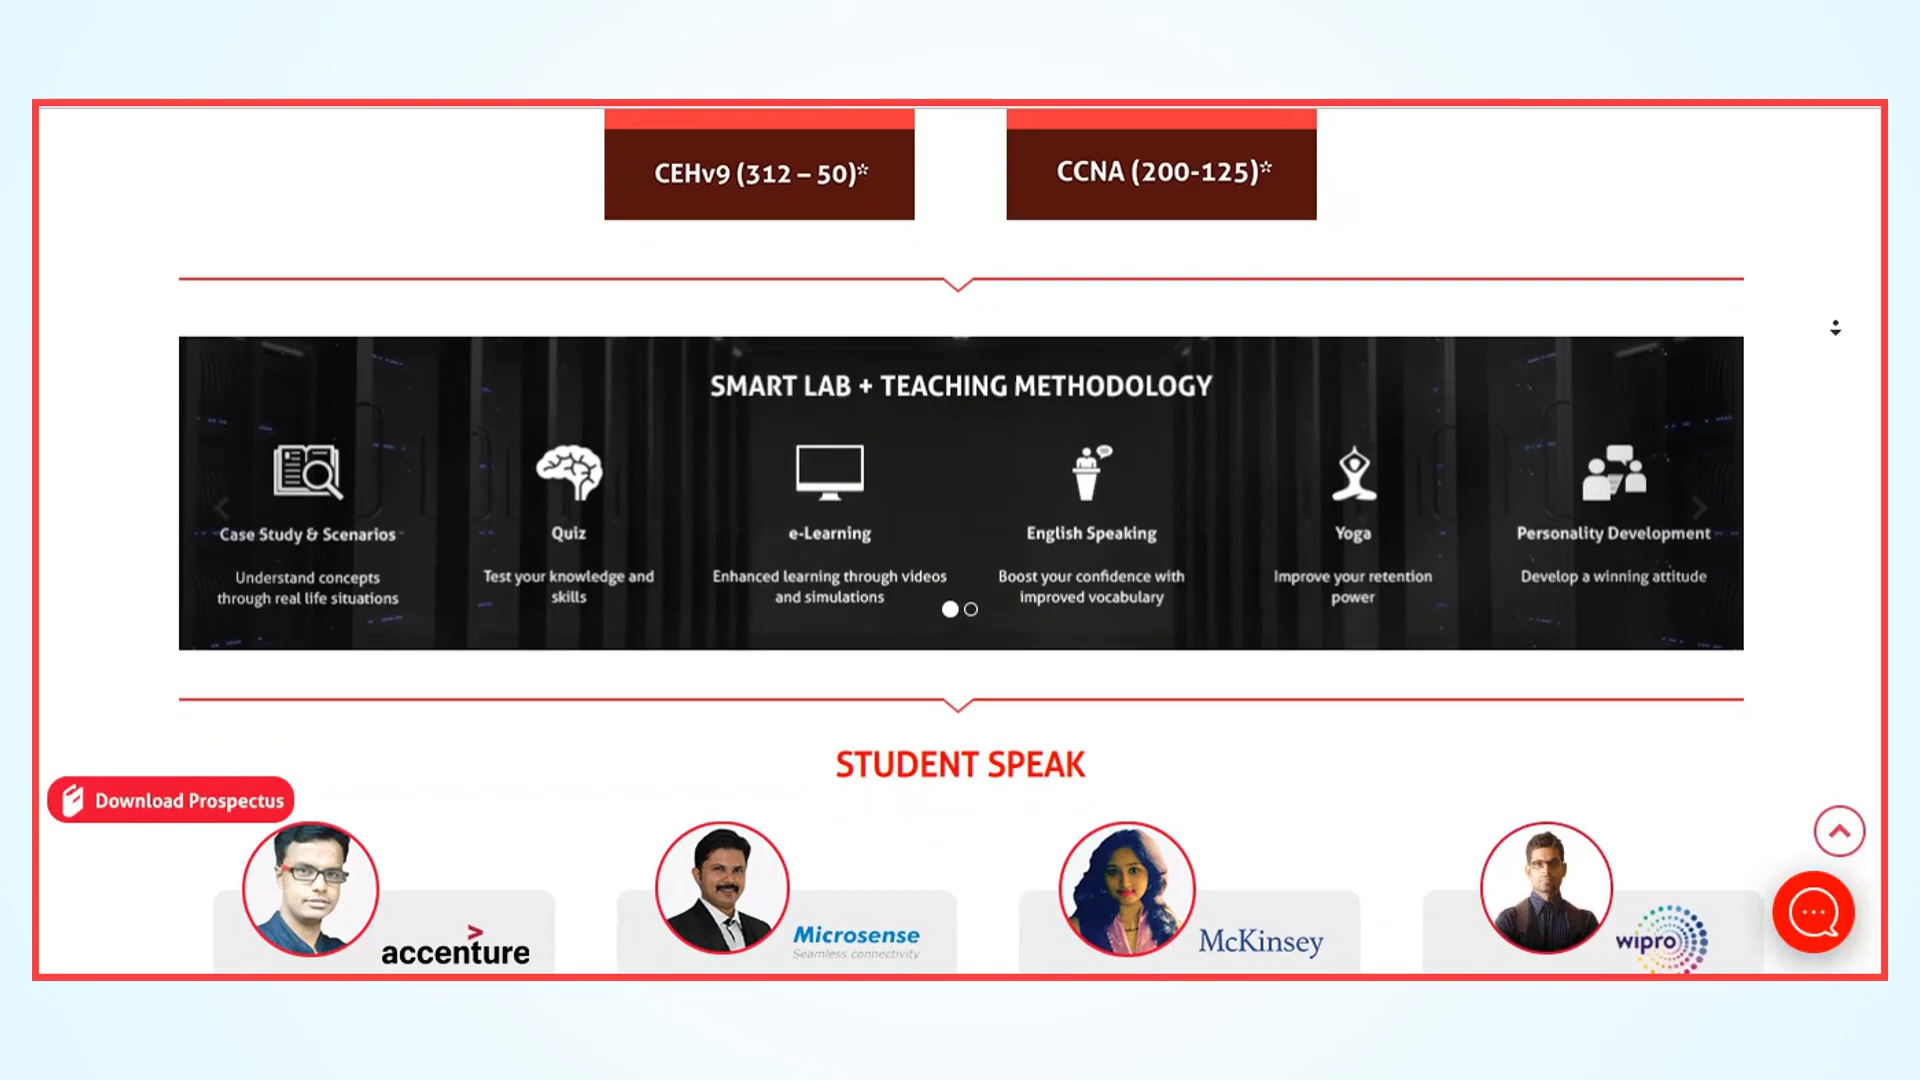 CEHv9 (312 – 50)*
CCNA (200-125)*
SMART LAB + TEACHING METHODOLOGY
Case Study & Scenarios
Understand concepts
through real life situations
Quiz
Test your knowledge and
skills
e-Learning
Enhanced learning through videos
and simulations
English Speaking
Boost your confidence with
improved vocabulary
Yoga
Improve your retention
power
Personality Development
Develop a winning attitude
STUDENT SPEAK
Download Prospectus
accenture
Microsense
Seamless connectivity
McKinsey
wipro